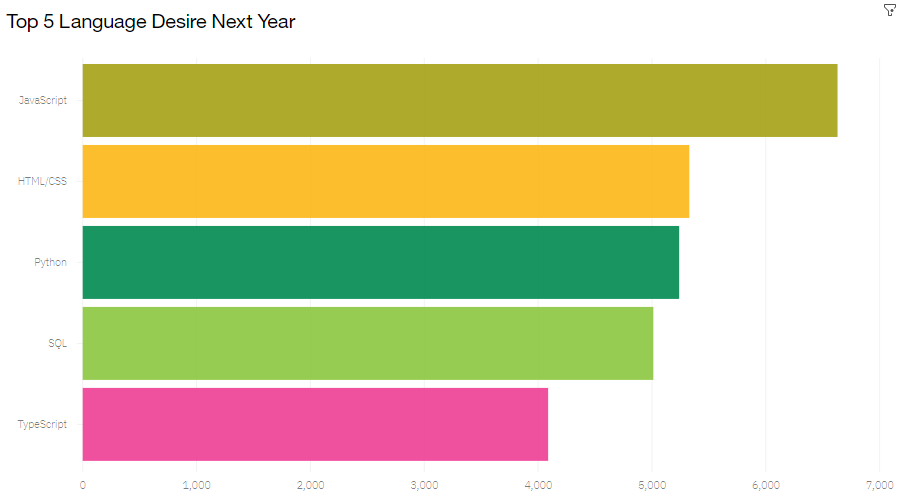 Top 5 Language Desire Next Year
JavaScript
HTML/CSS
Python
SQL
TypeScript
0 1,000 2,000 3,000 4,000 5,000 6,000 7,000